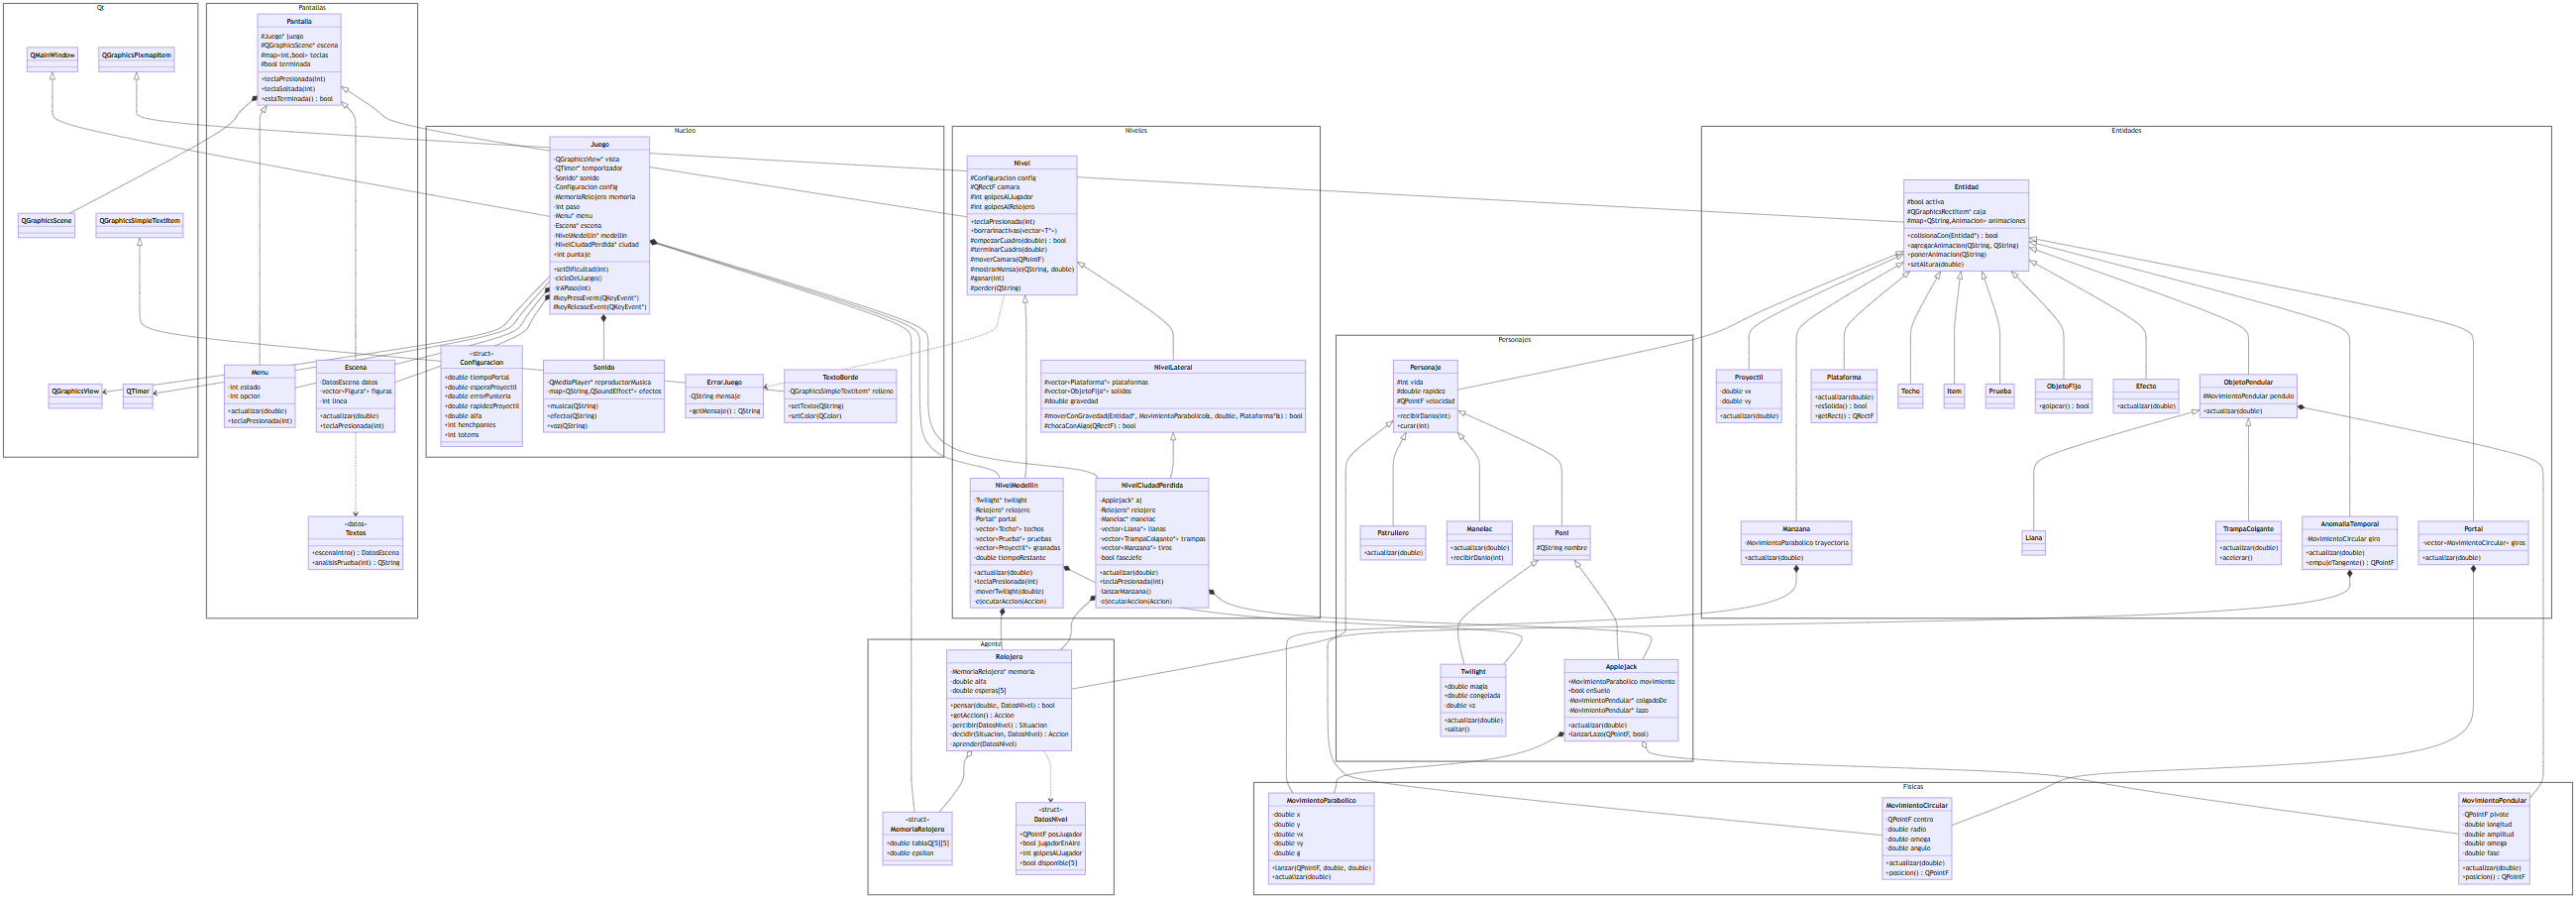 Qt
QMainWindow
QGraphicsPixmapItem
QGraphicsScene
QGraphicsSimpleTextItem
QGraphicsView
QTimer
Pantallas
Pantalla
#Juego* juego
#QGraphicsScene* escena
#map<int,bool> teclas
#bool terminada
+teclaPresionada(int)
+teclaSoltada(int)
+estaTerminada() : bool
Menu
-int estado
-int opcion
+actualizar(double)
+teclaPresionada(int)
Escena
-DatosEscena datos
-vector<Figura*> figuras
-int linea
+actualizar(double)
+teclaPresionada(int)
«datos»
Textos
+escenaIntro() : DatosEscena
+analisisPrueba(int) : QString
Nucleo
Juego
-QGraphicsView* vista
-QTimer* temporizador
-Sonido* sonido
-Configuracion config
-MemoriaRelojero memoria
-int paso
-Menu* menu
-Escena* escena
-NivelMedellin* medellin
-NivelCiudadPerdida* ciudad
+int puntaje
+setDificultad(int)
-cicloDelJuego()
-irAPaso(int)
#keyPressEvent(QKeyEvent*)
#keyReleaseEvent(QKeyEvent*)
«struct»
Configuracion
+double tiempoPortal
+double esperaProyectil
+double errorPunteria
+double rapidezProyectil
+double alfa
+int henchponies
+int totems
Sonido
-QMediaPlayer* reproductorMusica
-map<QString,QSoundEffect*> efectos
+musica(QString)
+efecto(QString)
+voz(QString)
ErrorJuego
-QString mensaje
+getMensaje() : QString
TextoBorde
-QGraphicsSimpleTextItem* relleno
+setTexto(QString)
+setColor(QColor)
Niveles
Nivel
#Configuracion config
#QRectF camara
#int golpesAlJugador
#int golpesAlRelojero
+teclaPresionada(int)
+borrarInactivas(vector<T*>)
#empezarCuadro(double) : bool
#terminarCuadro(double)
#moverCamara(QPointF)
#mostrarMensaje(QString, double)
#ganar(int)
#perder(QString)
NivelLateral
#vector<Plataforma*> plataformas
#vector<ObjetoFijo*> solidos
#double gravedad
#moverConGravedad(Entidad*, MovimientoParabolico&, double, Plataforma*&) : bool
#chocaConAlgo(QRectF) : bool
NivelMedellin
-Twilight* twilight
-Relojero* relojero
-Portal* portal
-vector<Techo*> techos
-vector<Prueba*> pruebas
-vector<Proyectil*> granadas
-double tiempoRestante
+actualizar(double)
+teclaPresionada(int)
-moverTwilight(double)
-ejecutarAccion(Accion)
NivelCiudadPerdida
-Applejack* aj
-Relojero* relojero
-Maneiac* maneiac
-vector<Liana*> lianas
-vector<TrampaColgante*> trampas
-vector<Manzana*> tiros
-bool faseJefe
+actualizar(double)
+teclaPresionada(int)
-lanzarManzana()
-ejecutarAccion(Accion)
Agente
Relojero
-MemoriaRelojero* memoria
-double alfa
-double esperas[5]
+pensar(double, DatosNivel) : bool
+getAccion() : Accion
-percibir(DatosNivel) : Situacion
-decidir(Situacion, DatosNivel) : Accion
-aprender(DatosNivel)
«struct»
MemoriaRelojero
+double tablaQ[5][5]
+double epsilon
«struct»
DatosNivel
+QPointF posJugador
+bool jugadorEnAire
+int golpesAlJugador
+bool disponible[5]
Personajes
Personaje
#int vida
#double rapidez
#QPointF velocidad
+recibirDanio(int)
+curar(int)
Patrullero
+actualizar(double)
Maneiac
+actualizar(double)
+recibirDanio(int)
Poni
#QString nombre
Twilight
+double magia
+double congelada
-double vz
+actualizar(double)
+saltar()
Applejack
+MovimientoParabolico movimiento
+bool enSuelo
-MovimientoPendular* colgadoDe
-MovimientoPendular* lazo
+actualizar(double)
+lanzarLazo(QPointF, bool)
Entidades
Entidad
#bool activa
#QGraphicsRectItem* caja
#map<QString,Animacion> animaciones
+colisionaCon(Entidad*) : bool
+agregarAnimacion(QString, QString)
+ponerAnimacion(QString)
+setAltura(double)
Proyectil
-double vx
-double vy
+actualizar(double)
Plataforma
+actualizar(double)
+esSolida() : bool
+getRect() : QRectF
Techo
Item
Prueba
ObjetoFijo
+golpear() : bool
Efecto
+actualizar(double)
ObjetoPendular
#MovimientoPendular pendulo
+actualizar(double)
Manzana
-MovimientoParabolico trayectoria
+actualizar(double)
Liana
TrampaColgante
+actualizar(double)
+acelerar()
AnomaliaTemporal
-MovimientoCircular giro
+actualizar(double)
+empujeTangente() : QPointF
Portal
-vector<MovimientoCircular> giros
+actualizar(double)
Fisicas
MovimientoParabolico
-double x
-double y
-double vx
-double vy
-double g
+lanzar(QPointF, double, double)
+actualizar(double)
MovimientoCircular
-QPointF centro
-double radio
-double omega
-double angulo
+actualizar(double)
+posicion() : QPointF
MovimientoPendular
-QPointF pivote
-double longitud
-double amplitud
-double omega
-double fase
+actualizar(double)
+posicion() : QPointF